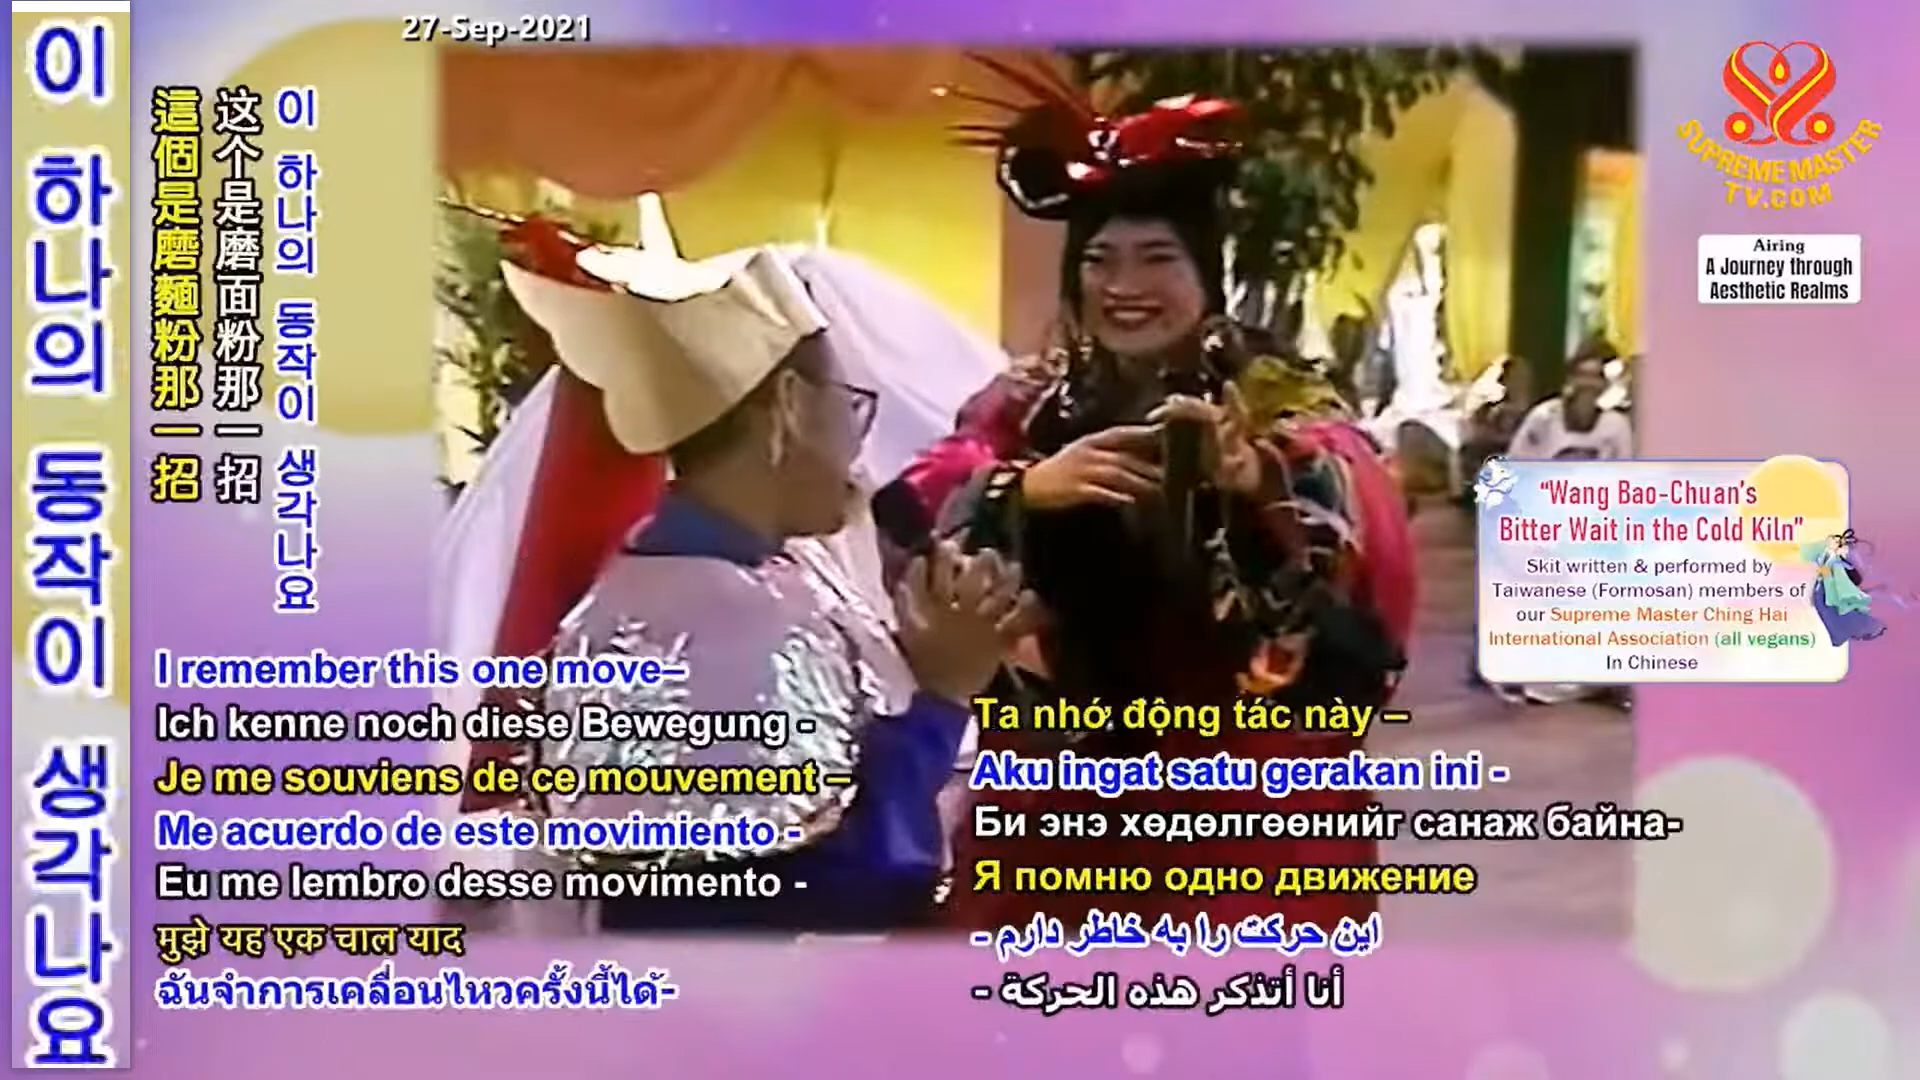 27-Sep-2021
이 하나의 동작이 생각나요
這個是磨麵粉那一招
这个是磨面粉那一招
이 하나의 동작이 생각나요
SUPREME MASTER
TV.COM
Airing
A Journey through
Aesthetic Realms
“Wang Bao-Chuan’s
Bitter Wait in the Cold Kiln”
Skit written & performed by
Taiwanese (Formosan) members of
our Supreme Master Ching Hai
International Association (all vegans)
In Chinese
I remember this one move–
Ich kenne noch diese Bewegung -
Je me souviens de ce mouvement –
Me acuerdo de este movimiento -
Eu me lembro desse movimento -
मुझे यह एक चाल याद
ฉันจำการเคลื่อนไหวครั้งนี้ได้-
Ta nhớ động tác này –
Aku ingat satu gerakan ini -
Би энэ хөдөлгөөнийг санаж байна-
Я помню одно движение
این حرکت را به خاطر دارم -
أنا أتذكر هذه الحركة -